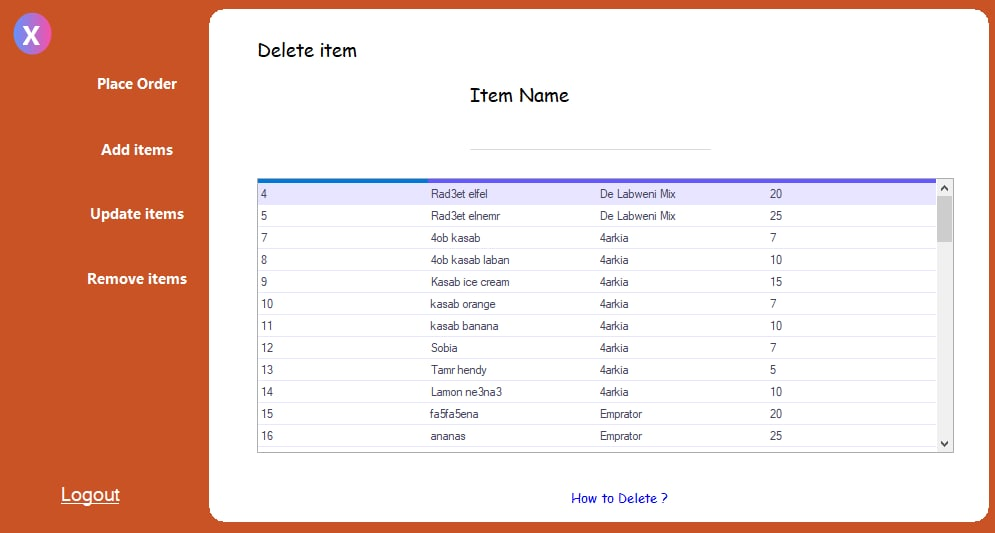 X
Place Order
Add items
Update items
Remove items
Logout
Delete item
Item Name
4 Rad3et elfel De Labweni Mix 20
5 Rad3et elnemr De Labweni Mix 25
7 4ob kasab 4arkia 7
8 4ob kasab laban 4arkia 10
9 Kasab ice cream 4arkia 15
10 kasab orange 4arkia 7
11 kasab banana 4arkia 10
12 Sobia 4arkia 7
13 Tamr hendy 4arkia 5
14 Lamon ne3na3 4arkia 10
15 fa5fa5ena Emprator 20
16 ananas Emprator 25
How to Delete ?